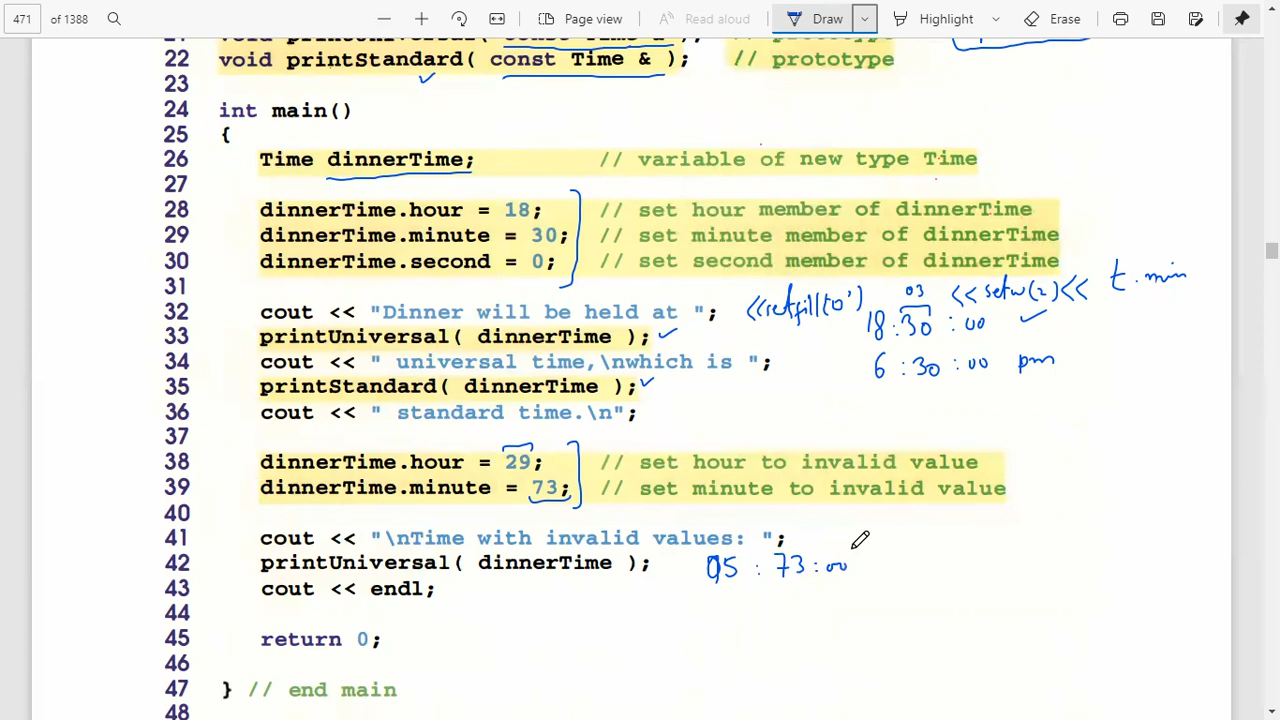 471 of 1388 Page view Read aloud Draw Highlight Erase
22 void printStandard( const Time & ); // prototype
23
24 int main()
25 {
26 Time dinnerTime; // variable of new type Time
27
28 dinnerTime.hour = 18; // set hour member of dinnerTime
29 dinnerTime.minute = 30; // set minute member of dinnerTime
30 dinnerTime.second = 0; // set second member of dinnerTime
31 03 <<setw(2)<< t.min
32 cout << "Dinner will be held at "; <<setfill('0') 18:30:00
33 printUniversal( dinnerTime );
34 cout << " universal time,\nwhich is "; 6:30:00 pm
35 printStandard( dinnerTime );
36 cout << " standard time.\n";
37
38 dinnerTime.hour = 29; // set hour to invalid value
39 dinnerTime.minute = 73; // set minute to invalid value
40
41 cout << "\nTime with invalid values: ";
42 printUniversal( dinnerTime ); 05:73:00
43 cout << endl;
44
45 return 0;
46
47 } // end main
48